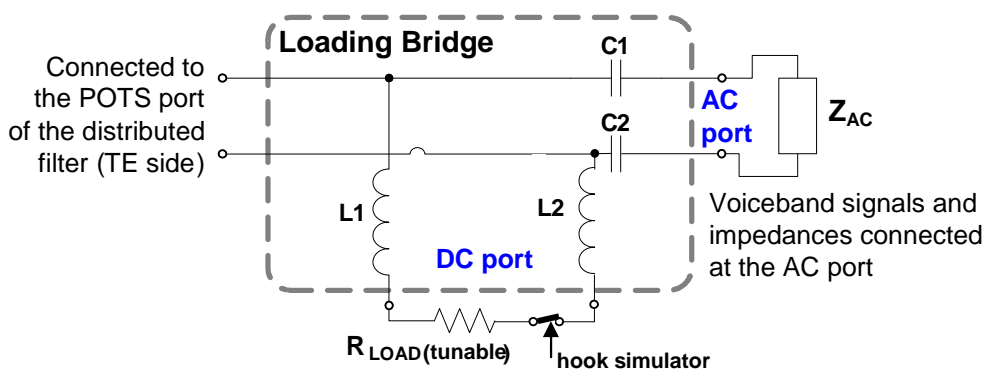 Loading Bridge
Connected to
the POTS port
of the distributed
filter (TE side)
C1
C2
AC
port
ZAC
L1
L2
DC port
Voiceband signals and
impedances connected
at the AC port
R LOAD(tunable)
hook simulator